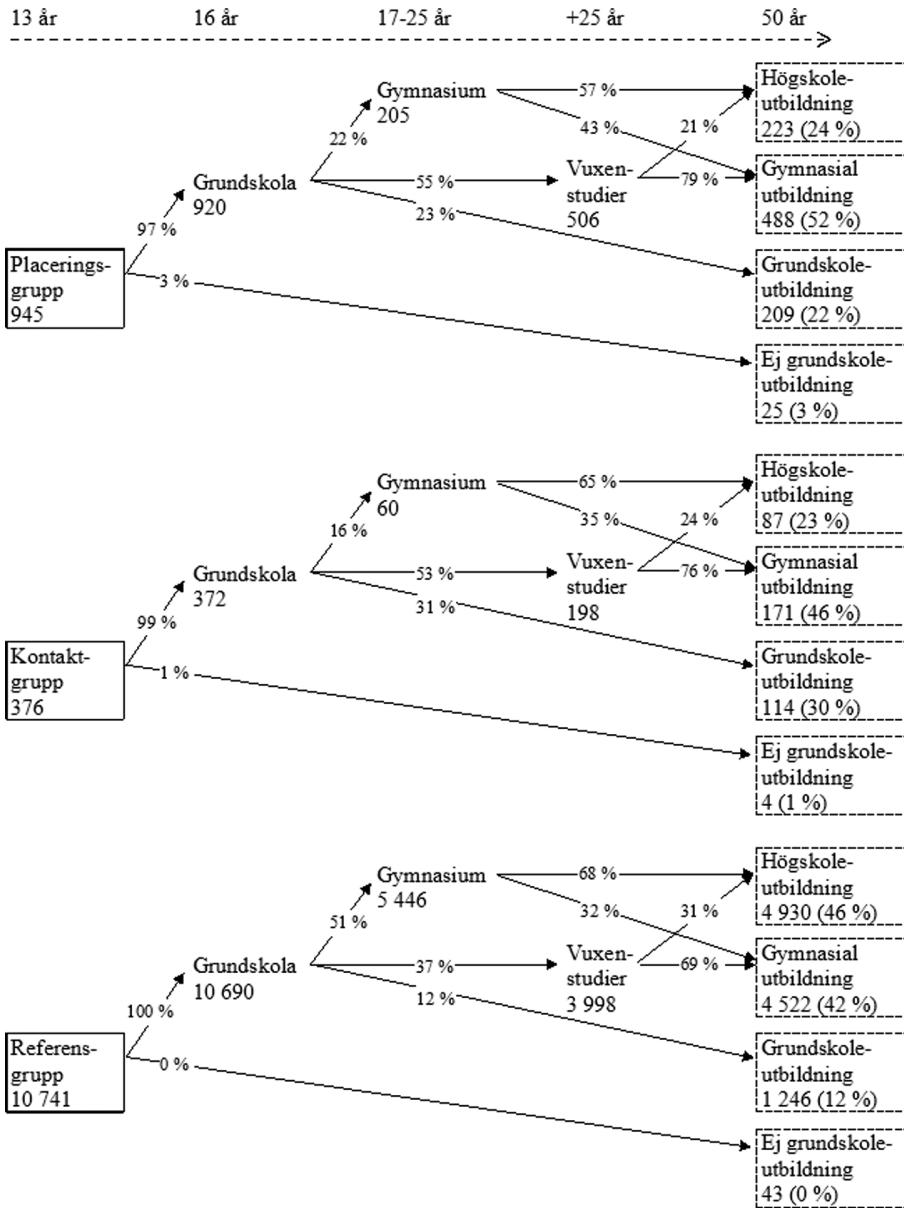 13 år 16 år 17-25 år +25 år 50 år
Gymnasium
205
57 %
43 %
21 %
Högskole-
utbildning
223 (24 %)
22 %
Grundskola
920
55 %
23 %
Vuxen-
studier
506
79 %
Gymnasial
utbildning
488 (52 %)
97 %
Placerings-
grupp
945
3 %
Grundskole-
utbildning
209 (22 %)
Ej grundskole-
utbildning
25 (3 %)
Gymnasium
60
65 %
35 %
24 %
Högskole-
utbildning
87 (23 %)
16 %
Grundskola
372
53 %
31 %
Vuxen-
studier
198
76 %
Gymnasial
utbildning
171 (46 %)
99 %
Kontakt-
grupp
376
1 %
Grundskole-
utbildning
114 (30 %)
Ej grundskole-
utbildning
4 (1 %)
Gymnasium
5 446
68 %
32 %
31 %
Högskole-
utbildning
4 930 (46 %)
51 %
Grundskola
10 690
37 %
12 %
Vuxen-
studier
3 998
69 %
Gymnasial
utbildning
4 522 (42 %)
100 %
Referens-
grupp
10 741
0 %
Grundskole-
utbildning
1 246 (12 %)
Ej grundskole-
utbildning
43 (0 %)